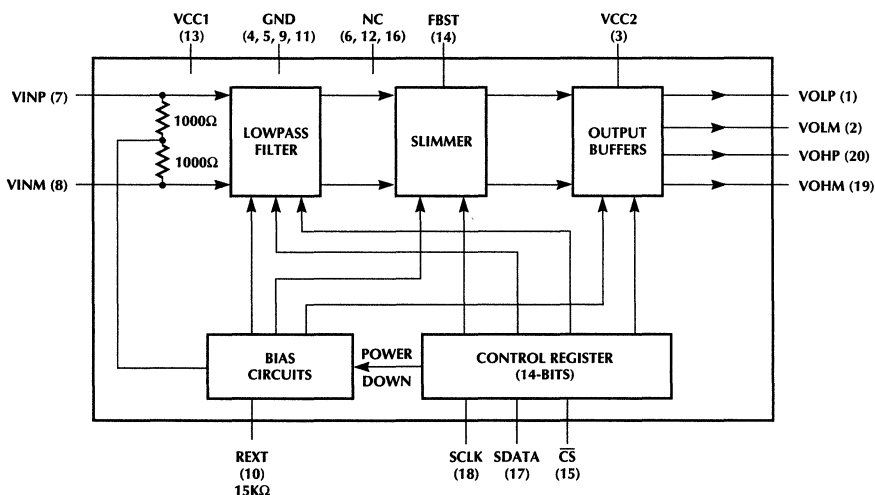 VCC1
(13)
GND
(4, 5, 9, 11)
NC
(6, 12, 16)
FBST
(14)
VCC2
(3)
VINP (7)
1000Ω
1000Ω
VINM (8)
LOWPASS
FILTER
SLIMMER
OUTPUT
BUFFERS
VOLP (1)
VOLM (2)
VOHP (20)
VOHM (19)
BIAS
CIRCUITS
POWER
DOWN
CONTROL REGISTER
(14-BITS)
REXT
(10)
15KΩ
SCLK
(18)
SDATA
(17)
C̅S̅
(15)